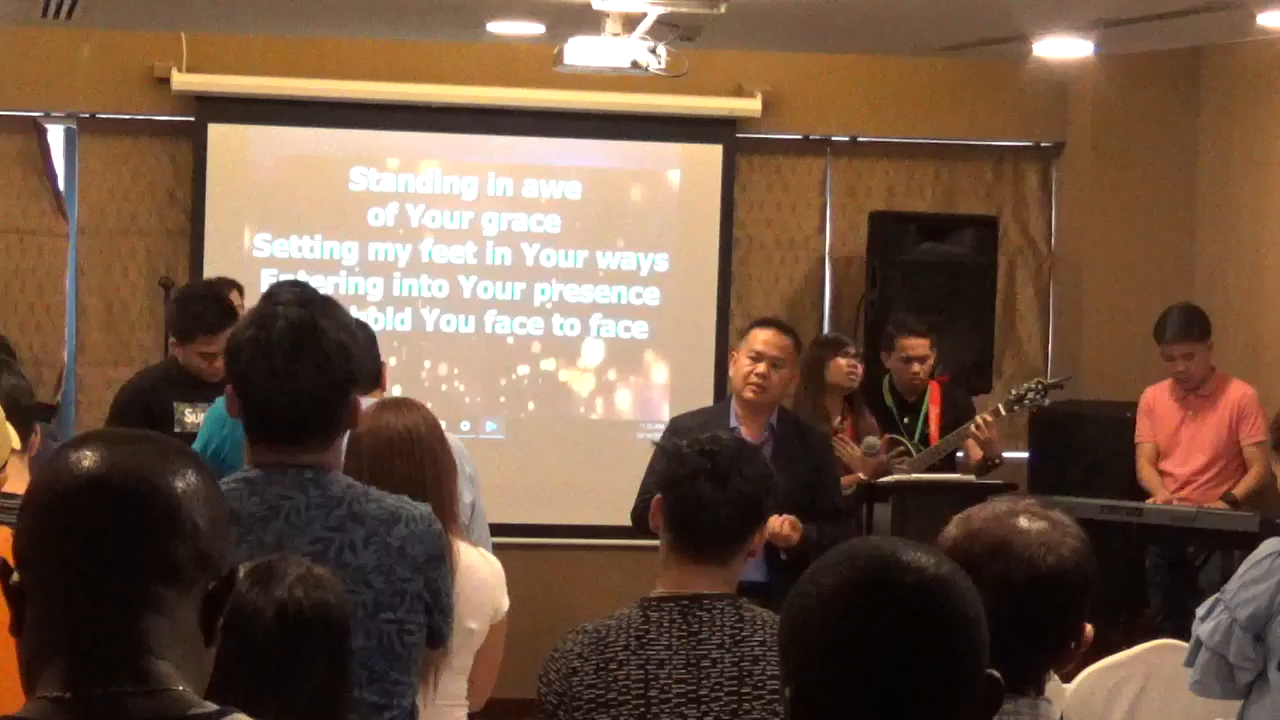 Standing in awe
of Your grace
Setting my feet in Your ways
Entering into Your presence
You face to face